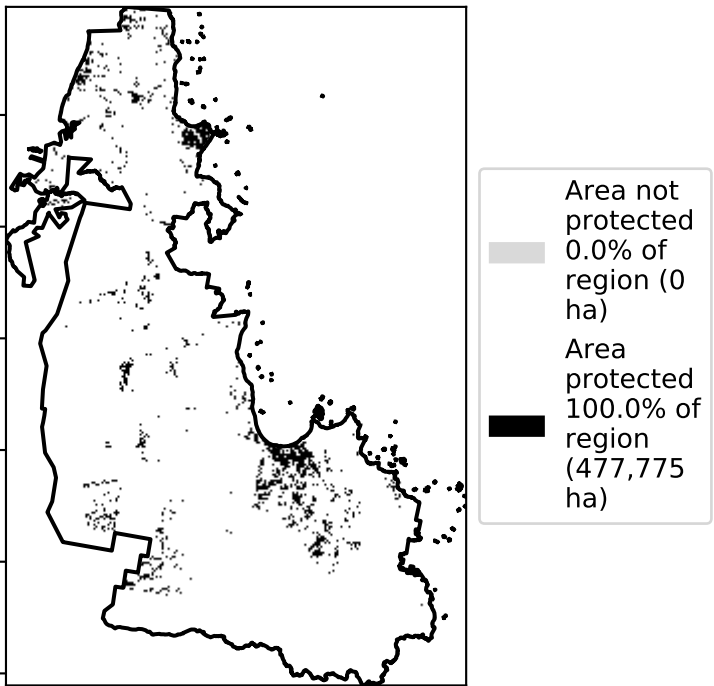 Area not
protected
0.0% of
region (0
ha)
Area
protected
100.0% of
region
(477,775
ha)